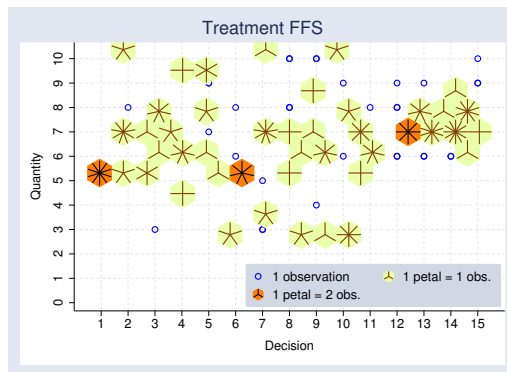 Treatment FFS
10
9
8
7
6
5
4
3
2
1
0
Quantity
1 2 3 4 5 6 7 8 9 10 11 12 13 14 15
Decision
1 observation 1 petal = 1 obs.
1 petal = 2 obs.